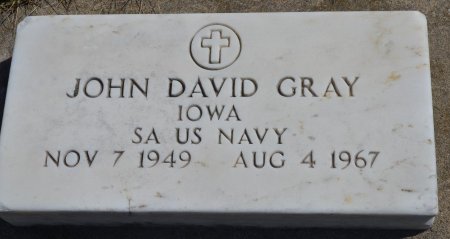 JOHN DAVID GRAY
IOWA
SA US NAVY
NOV 7 1949 AUG 4 1967